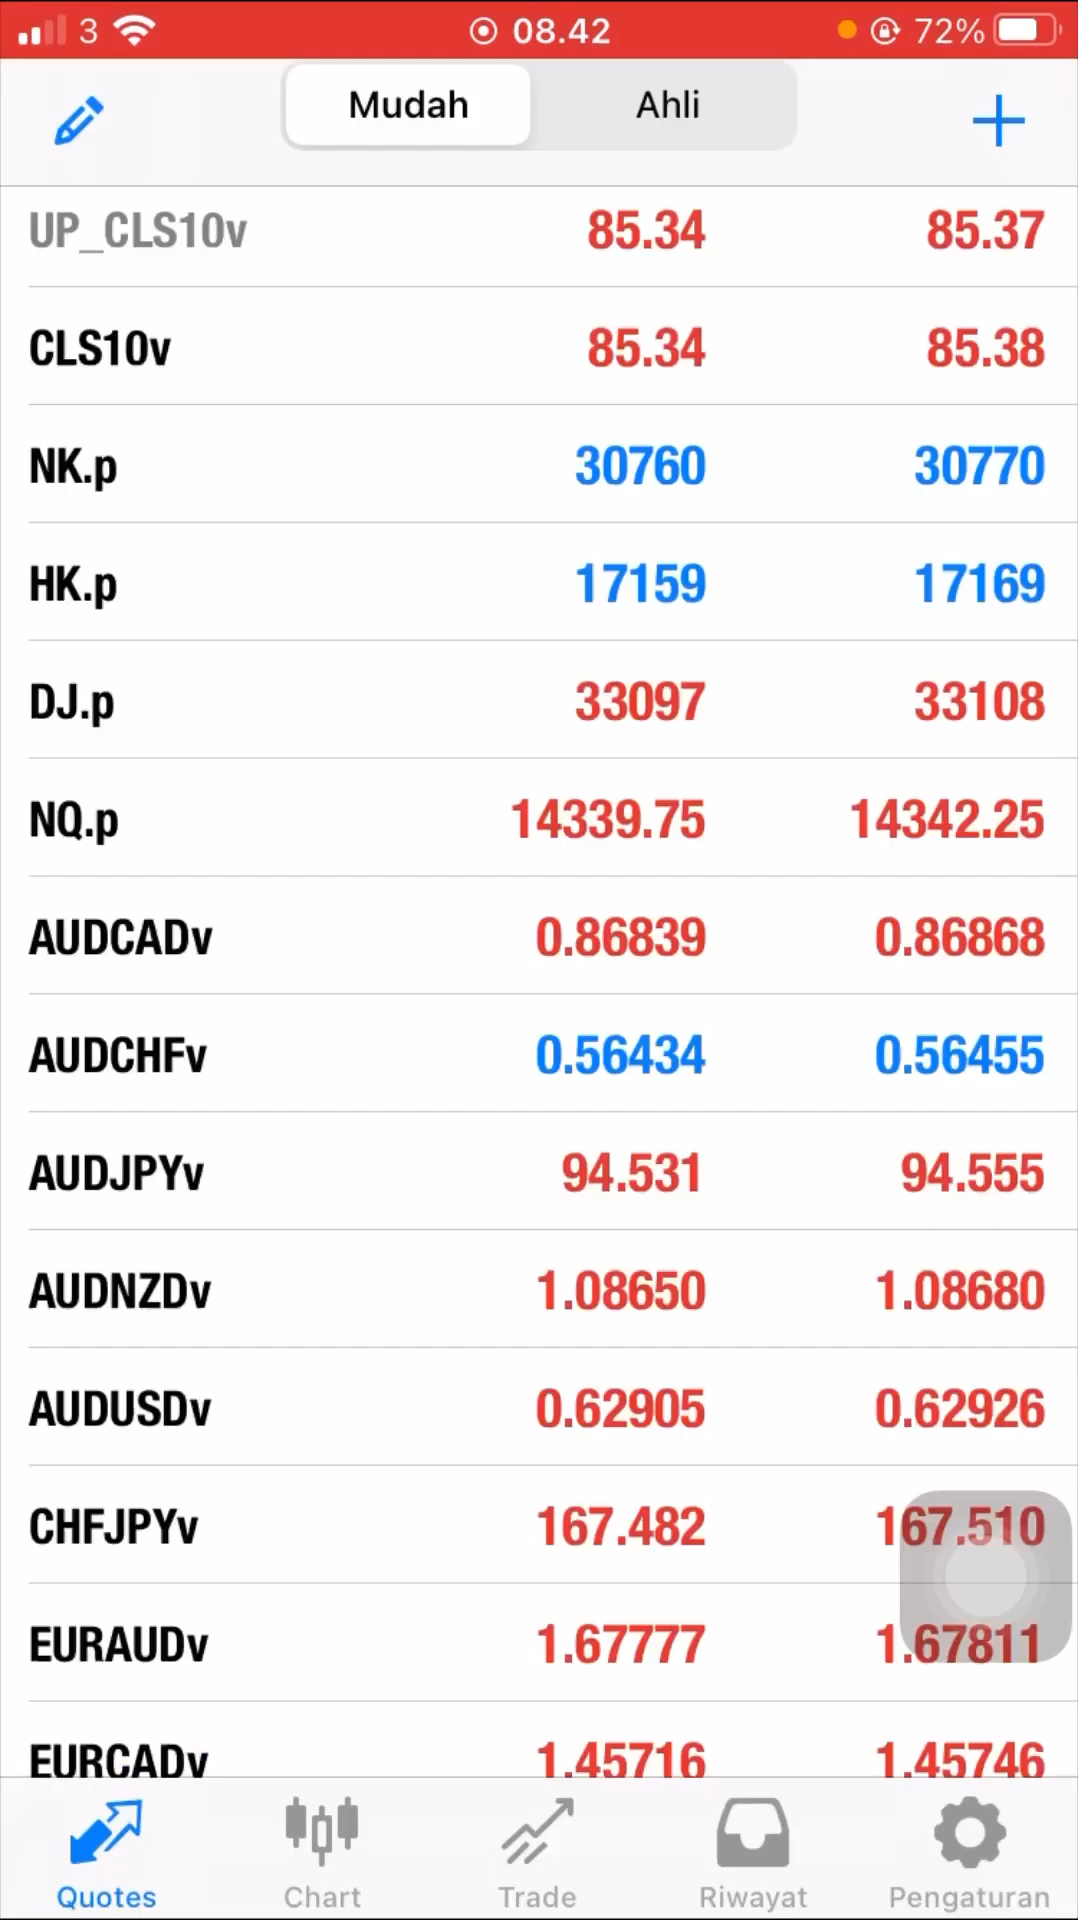 3 08.42 72%
Mudah Ahli
UP_CLS10v 85.34 85.37
CLS10v 85.34 85.38
NK.p 30760 30770
HK.p 17159 17169
DJ.p 33097 33108
NQ.p 14339.75 14342.25
AUDCADv 0.86839 0.86868
AUDCHFv 0.56434 0.56455
AUDJPYv 94.531 94.555
AUDNZDv 1.08650 1.08680
AUDUSDv 0.62905 0.62926
CHFJPYv 167.482 167.510
EURAUDv 1.67777 1.67811
EURCADv 1.45716 1.45746
Quotes Chart Trade Riwayat Pengaturan